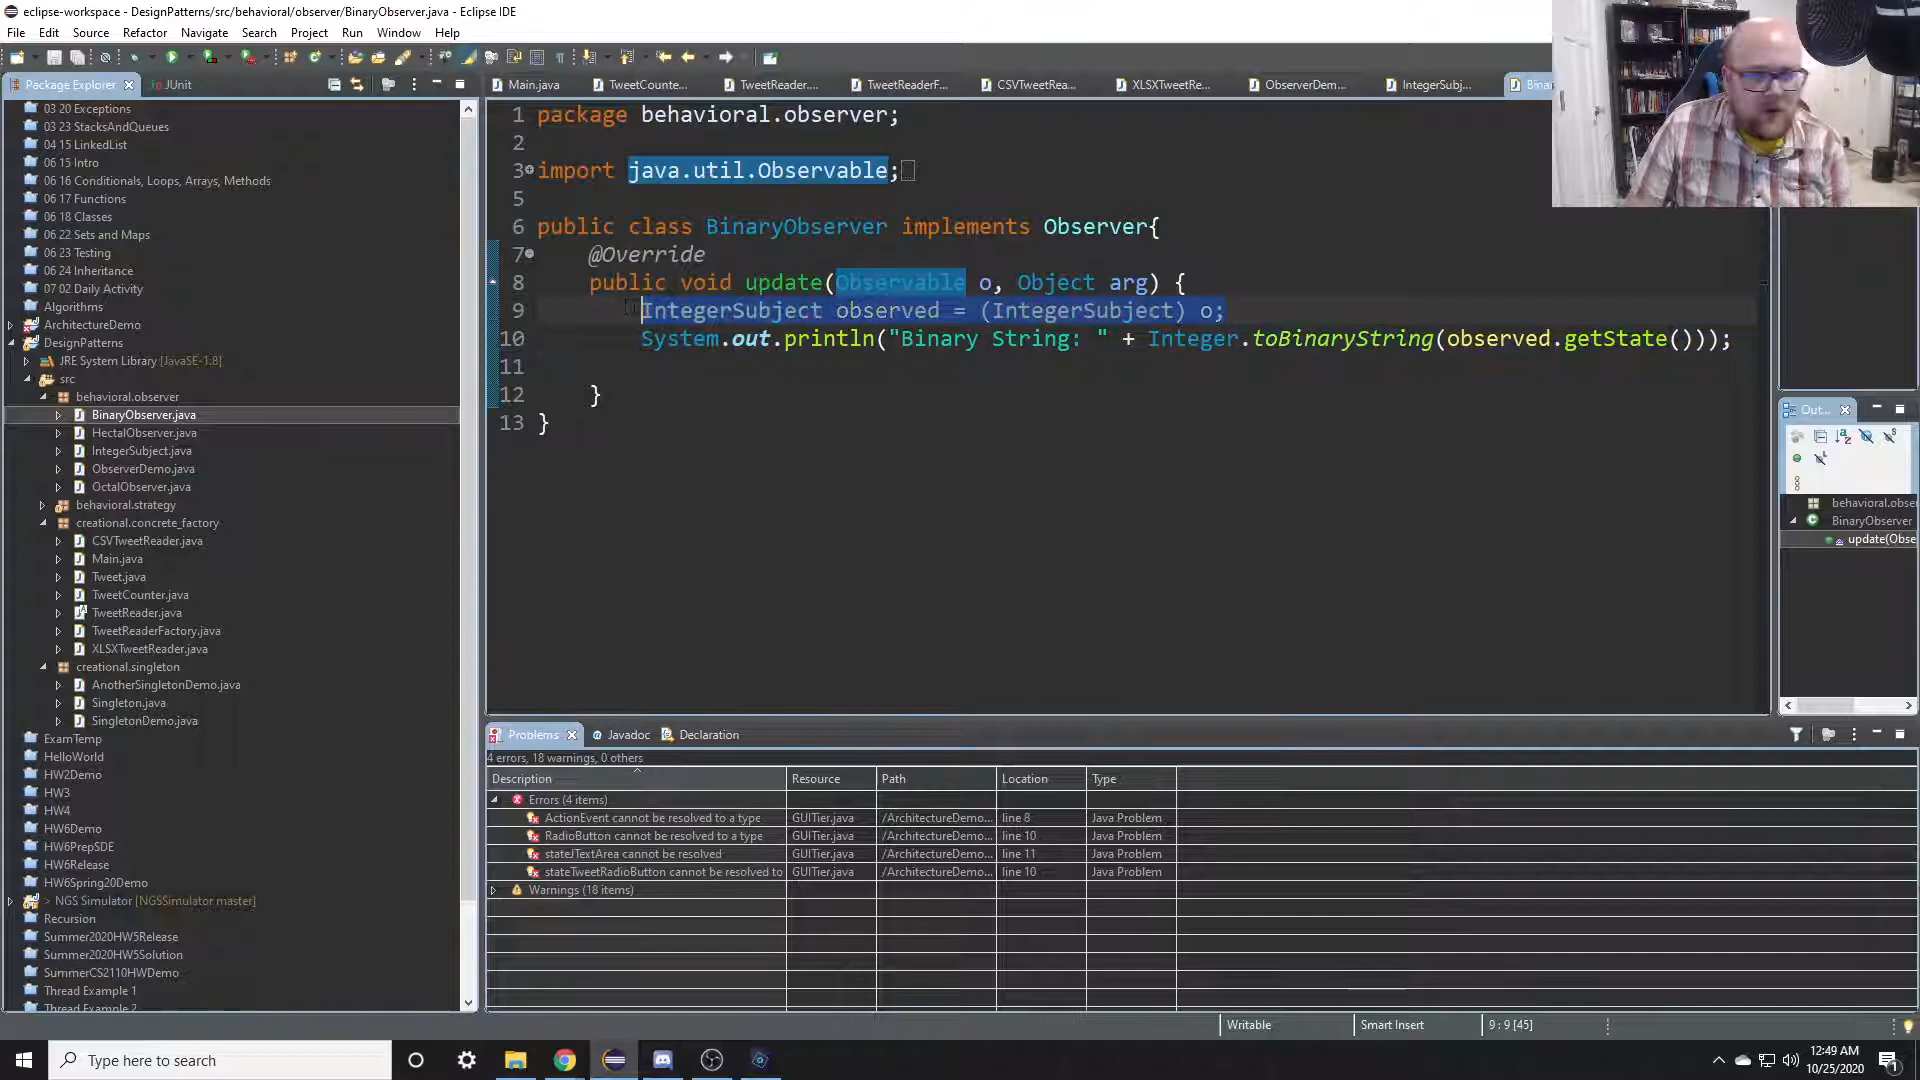 eclipse-workspace - DesignPatterns/src/behavioral/observer/BinaryObserver.java - Eclipse IDE
File Edit Source Refactor Navigate Search Project Run Window Help
Package Explorer JUnit
Main.java TweetCounte... TweetReader.... TweetReaderF... CSVTweetRea... XLSXTweetRe... ObserverDem... IntegerSubj...
03 20 Exceptions
03 23 StacksAndQueues
04 15 LinkedList
06 15 Intro
06 16 Conditionals, Loops, Arrays, Methods
06 17 Functions
06 18 Classes
06 22 Sets and Maps
06 23 Testing
06 24 Inheritance
07 02 Daily Activity
Algorithms
ArchitectureDemo
DesignPatterns
JRE System Library [JavaSE-1.8]
src
behavioral.observer
BinaryObserver.java
HectalObserver.java
IntegerSubject.java
ObserverDemo.java
OctalObserver.java
behavioral.strategy
creational.concrete_factory
CSVTweetReader.java
Main.java
Tweet.java
TweetCounter.java
TweetReader.java
TweetReaderFactory.java
XLSXTweetReader.java
creational.singleton
AnotherSingletonDemo.java
Singleton.java
SingletonDemo.java
ExamTemp
HelloWorld
HW2Demo
HW3
HW4
HW6Demo
HW6PrepSDE
HW6Release
HW6Spring20Demo
> NGS Simulator [NGSSimulator master]
Recursion
Summer2020HW5Release
Summer2020HW5Solution
SummerCS2110HWDemo
Thread Example 1
Thread Example 2
1 package behavioral.observer;
2
3 import java.util.Observable;
5
6 public class BinaryObserver implements Observer{
7 @Override
8 public void update(Observable o, Object arg) {
9 IntegerSubject observed = (IntegerSubject) o;
10 System.out.println("Binary String: " + Integer.toBinaryString(observed.getState()));
11
12 }
13 }
Out...
behavioral.obse
BinaryObserver
update(Obse
Problems Javadoc Declaration
4 errors, 18 warnings, 0 others
Description Resource Path Location Type
Errors (4 items)
ActionEvent cannot be resolved to a type GUITier.java /ArchitectureDemo... line 8 Java Problem
RadioButton cannot be resolved to a type GUITier.java /ArchitectureDemo... line 10 Java Problem
stateJTextArea cannot be resolved GUITier.java /ArchitectureDemo... line 11 Java Problem
stateTweetRadioButton cannot be resolved to GUITier.java /ArchitectureDemo... line 10 Java Problem
Warnings (18 items)
Writable Smart Insert 9 : 9 [45]
Type here to search
12:49 AM
10/25/2020
1